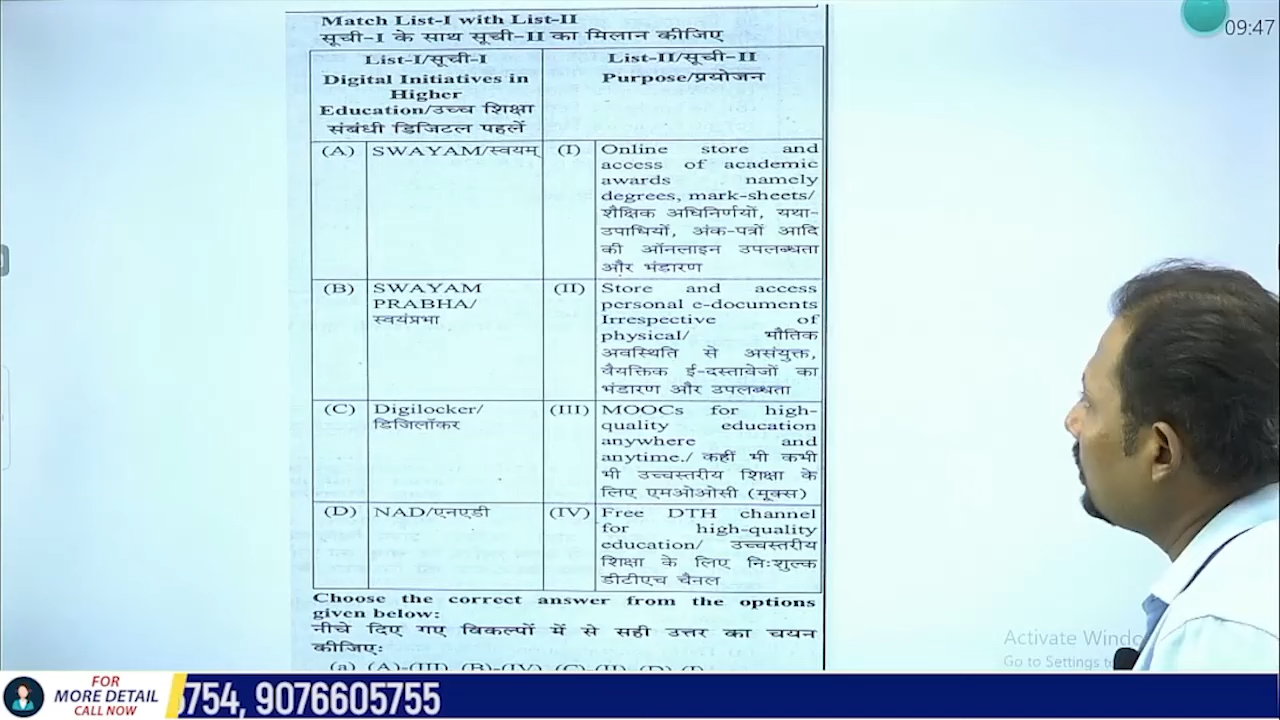 09:47
Match List-I with List-II
सूची-I के साथ सूची-II का मिलान कीजिए
List-I/सूची-I
Digital Initiatives in
Higher
Education/उच्च शिक्षा
संबंधी डिजिटल पहलें
List-II/सूची-II
Purpose/प्रयोजन
(A) SWAYAM/स्वयम्
(I) Online store and
access of academic
awards namely
degrees, mark-sheets/
शैक्षिक अधिनिर्णयों, यथा-
उपाधियों, अंक-पत्रों आदि
की ऑनलाइन उपलब्धता
और भंडारण
(B) SWAYAM
PRABHA/
स्वयंप्रभा
(II) Store and access
personal e-documents
Irrespective of
physical/ भौतिक
अवस्थिति से असंयुक्त,
वैयक्तिक ई-दस्तावेजों का
भंडारण और उपलब्धता
(C) Digilocker/
डिजिलॉकर
(III) MOOCs for high-
quality education
anywhere and
anytime./ कहीं भी कभी
भी उच्चस्तरीय शिक्षा के
लिए एमओओसी (मूक्स)
(D) NAD/एनएडी
(IV) Free DTH channel
for high-quality
education/ उच्चस्तरीय
शिक्षा के लिए निःशुल्क
डीटीएच चैनल
Choose the correct answer from the options
given below:
नीचे दिए गए विकल्पों में से सही उत्तर का चयन
कीजिए:
(a) (A)-(III), (B)-(IV), (C)-(II), (D)-(I)
Activate Windo
Go to Settings to
FOR
MORE DETAIL
CALL NOW
3754, 9076605755